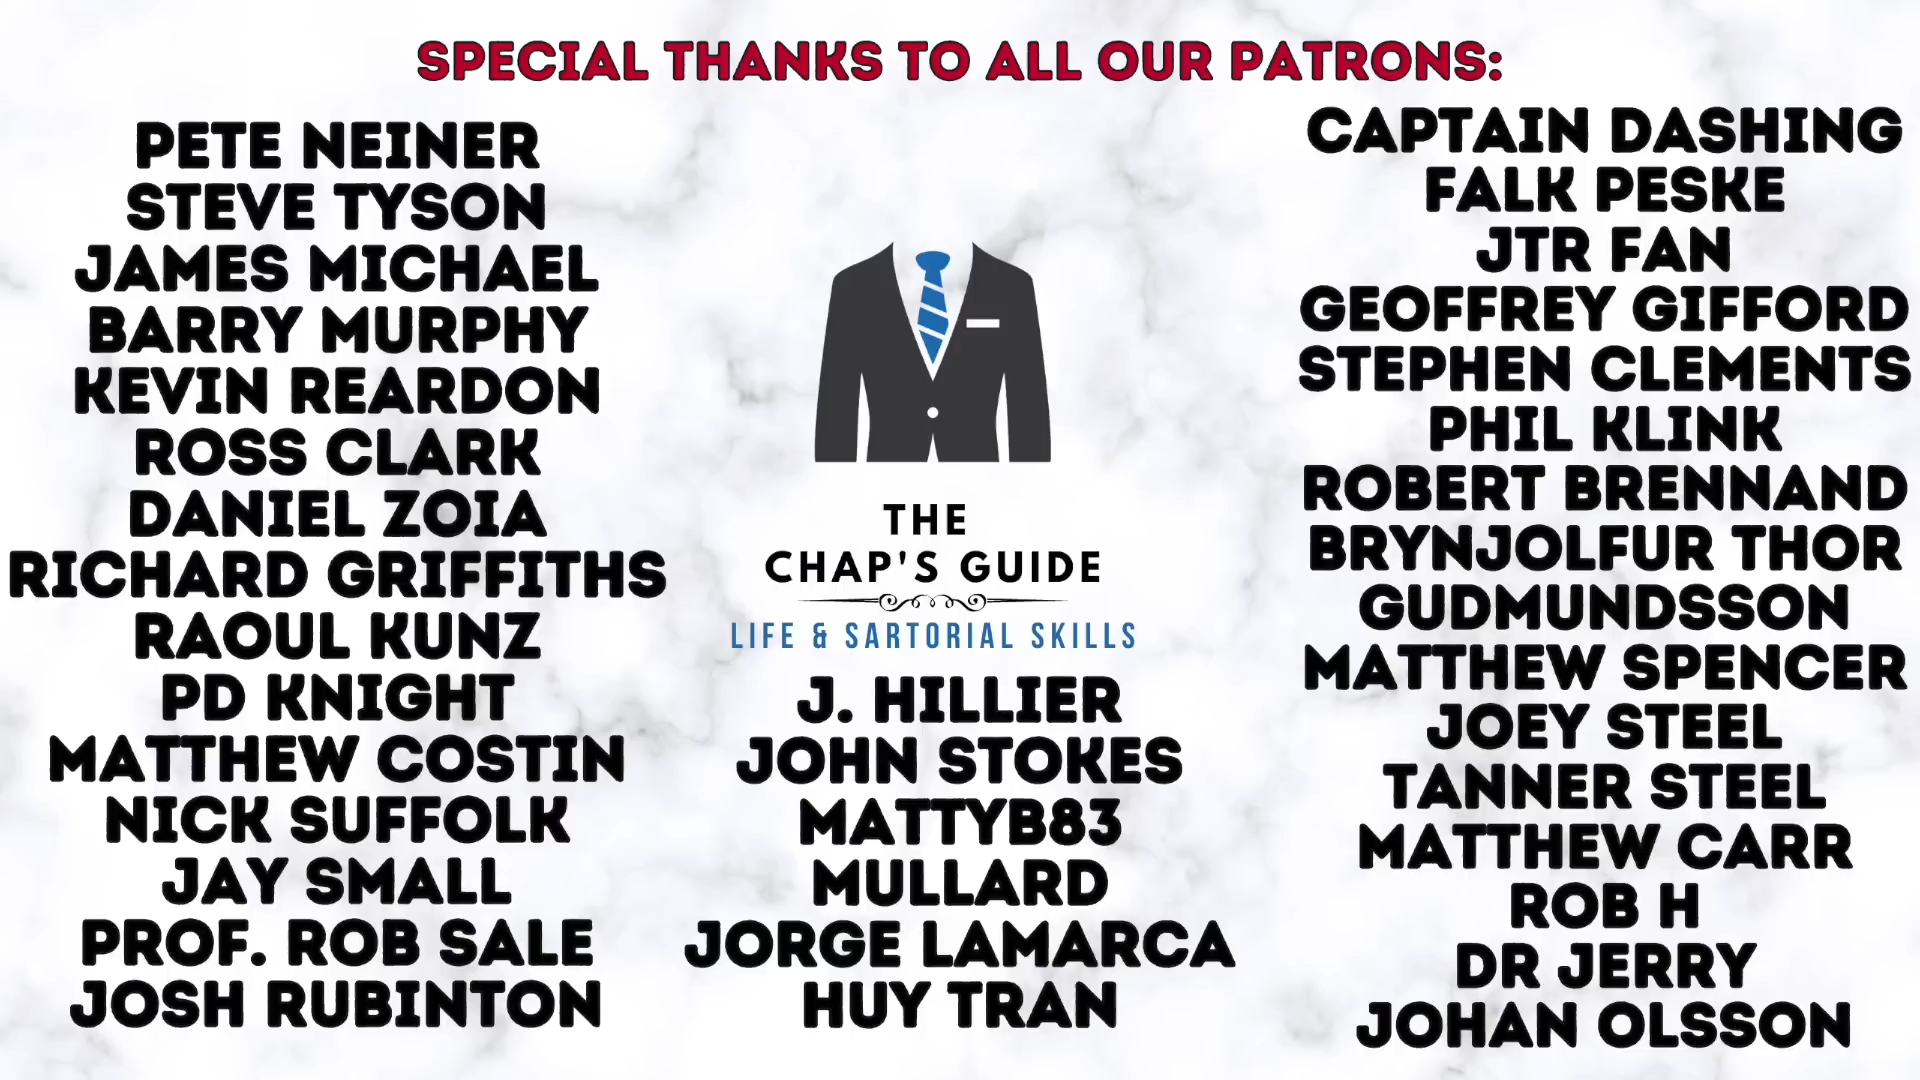 SPECIAL THANKS TO ALL OUR PATRONS:
PETE NEINER
STEVE TYSON
JAMES MICHAEL
BARRY MURPHY
KEVIN REARDON
ROSS CLARK
DANIEL ZOIA
RICHARD GRIFFITHS
RAOUL KUNZ
PD KNIGHT
MATTHEW COSTIN
NICK SUFFOLK
JAY SMALL
PROF. ROB SALE
JOSH RUBINTON
THE
CHAP'S GUIDE
LIFE & SARTORIAL SKILLS
J. HILLIER
JOHN STOKES
MATTYB83
MULLARD
JORGE LAMARCA
HUY TRAN
CAPTAIN DASHING
FALK PESKE
JTR FAN
GEOFFREY GIFFORD
STEPHEN CLEMENTS
PHIL KLINK
ROBERT BRENNAND
BRYNJOLFUR THOR
GUDMUNDSSON
MATTHEW SPENCER
JOEY STEEL
TANNER STEEL
MATTHEW CARR
ROB H
DR JERRY
JOHAN OLSSON